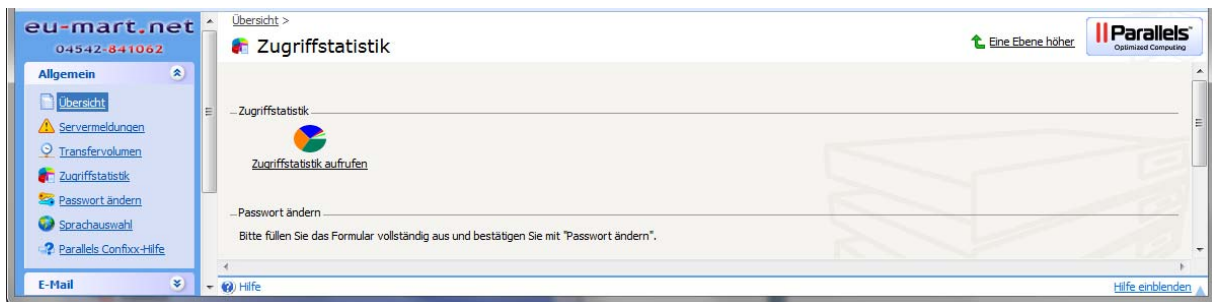 eu-mart.net
04542-841062
Allgemein
Übersicht
Servermeldungen
Transfervolumen
Zugriffstatistik
Passwort ändern
Sprachauswahl
Parallels Confixx-Hilfe
E-Mail
Übersicht >
Zugriffstatistik
Eine Ebene höher
Parallels™
Optimized Computing
Zugriffstatistik
Zugriffstatistik aufrufen
Passwort ändern
Bitte füllen Sie das Formular vollständig aus und bestätigen Sie mit "Passwort ändern".
Hilfe
Hilfe einblenden